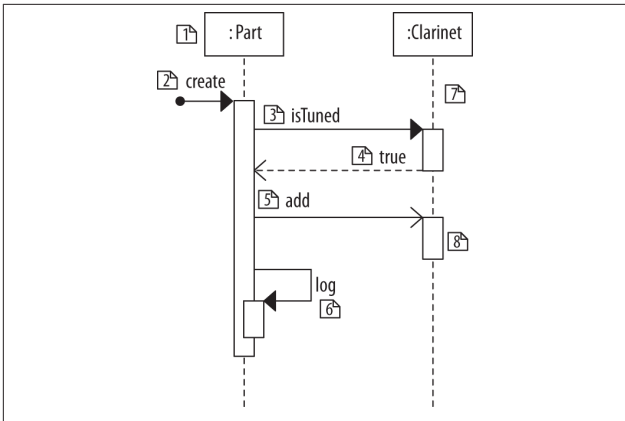 1 : Part :Clarinet
2 create 7
3 isTuned
4 true
5 add
8
log
6